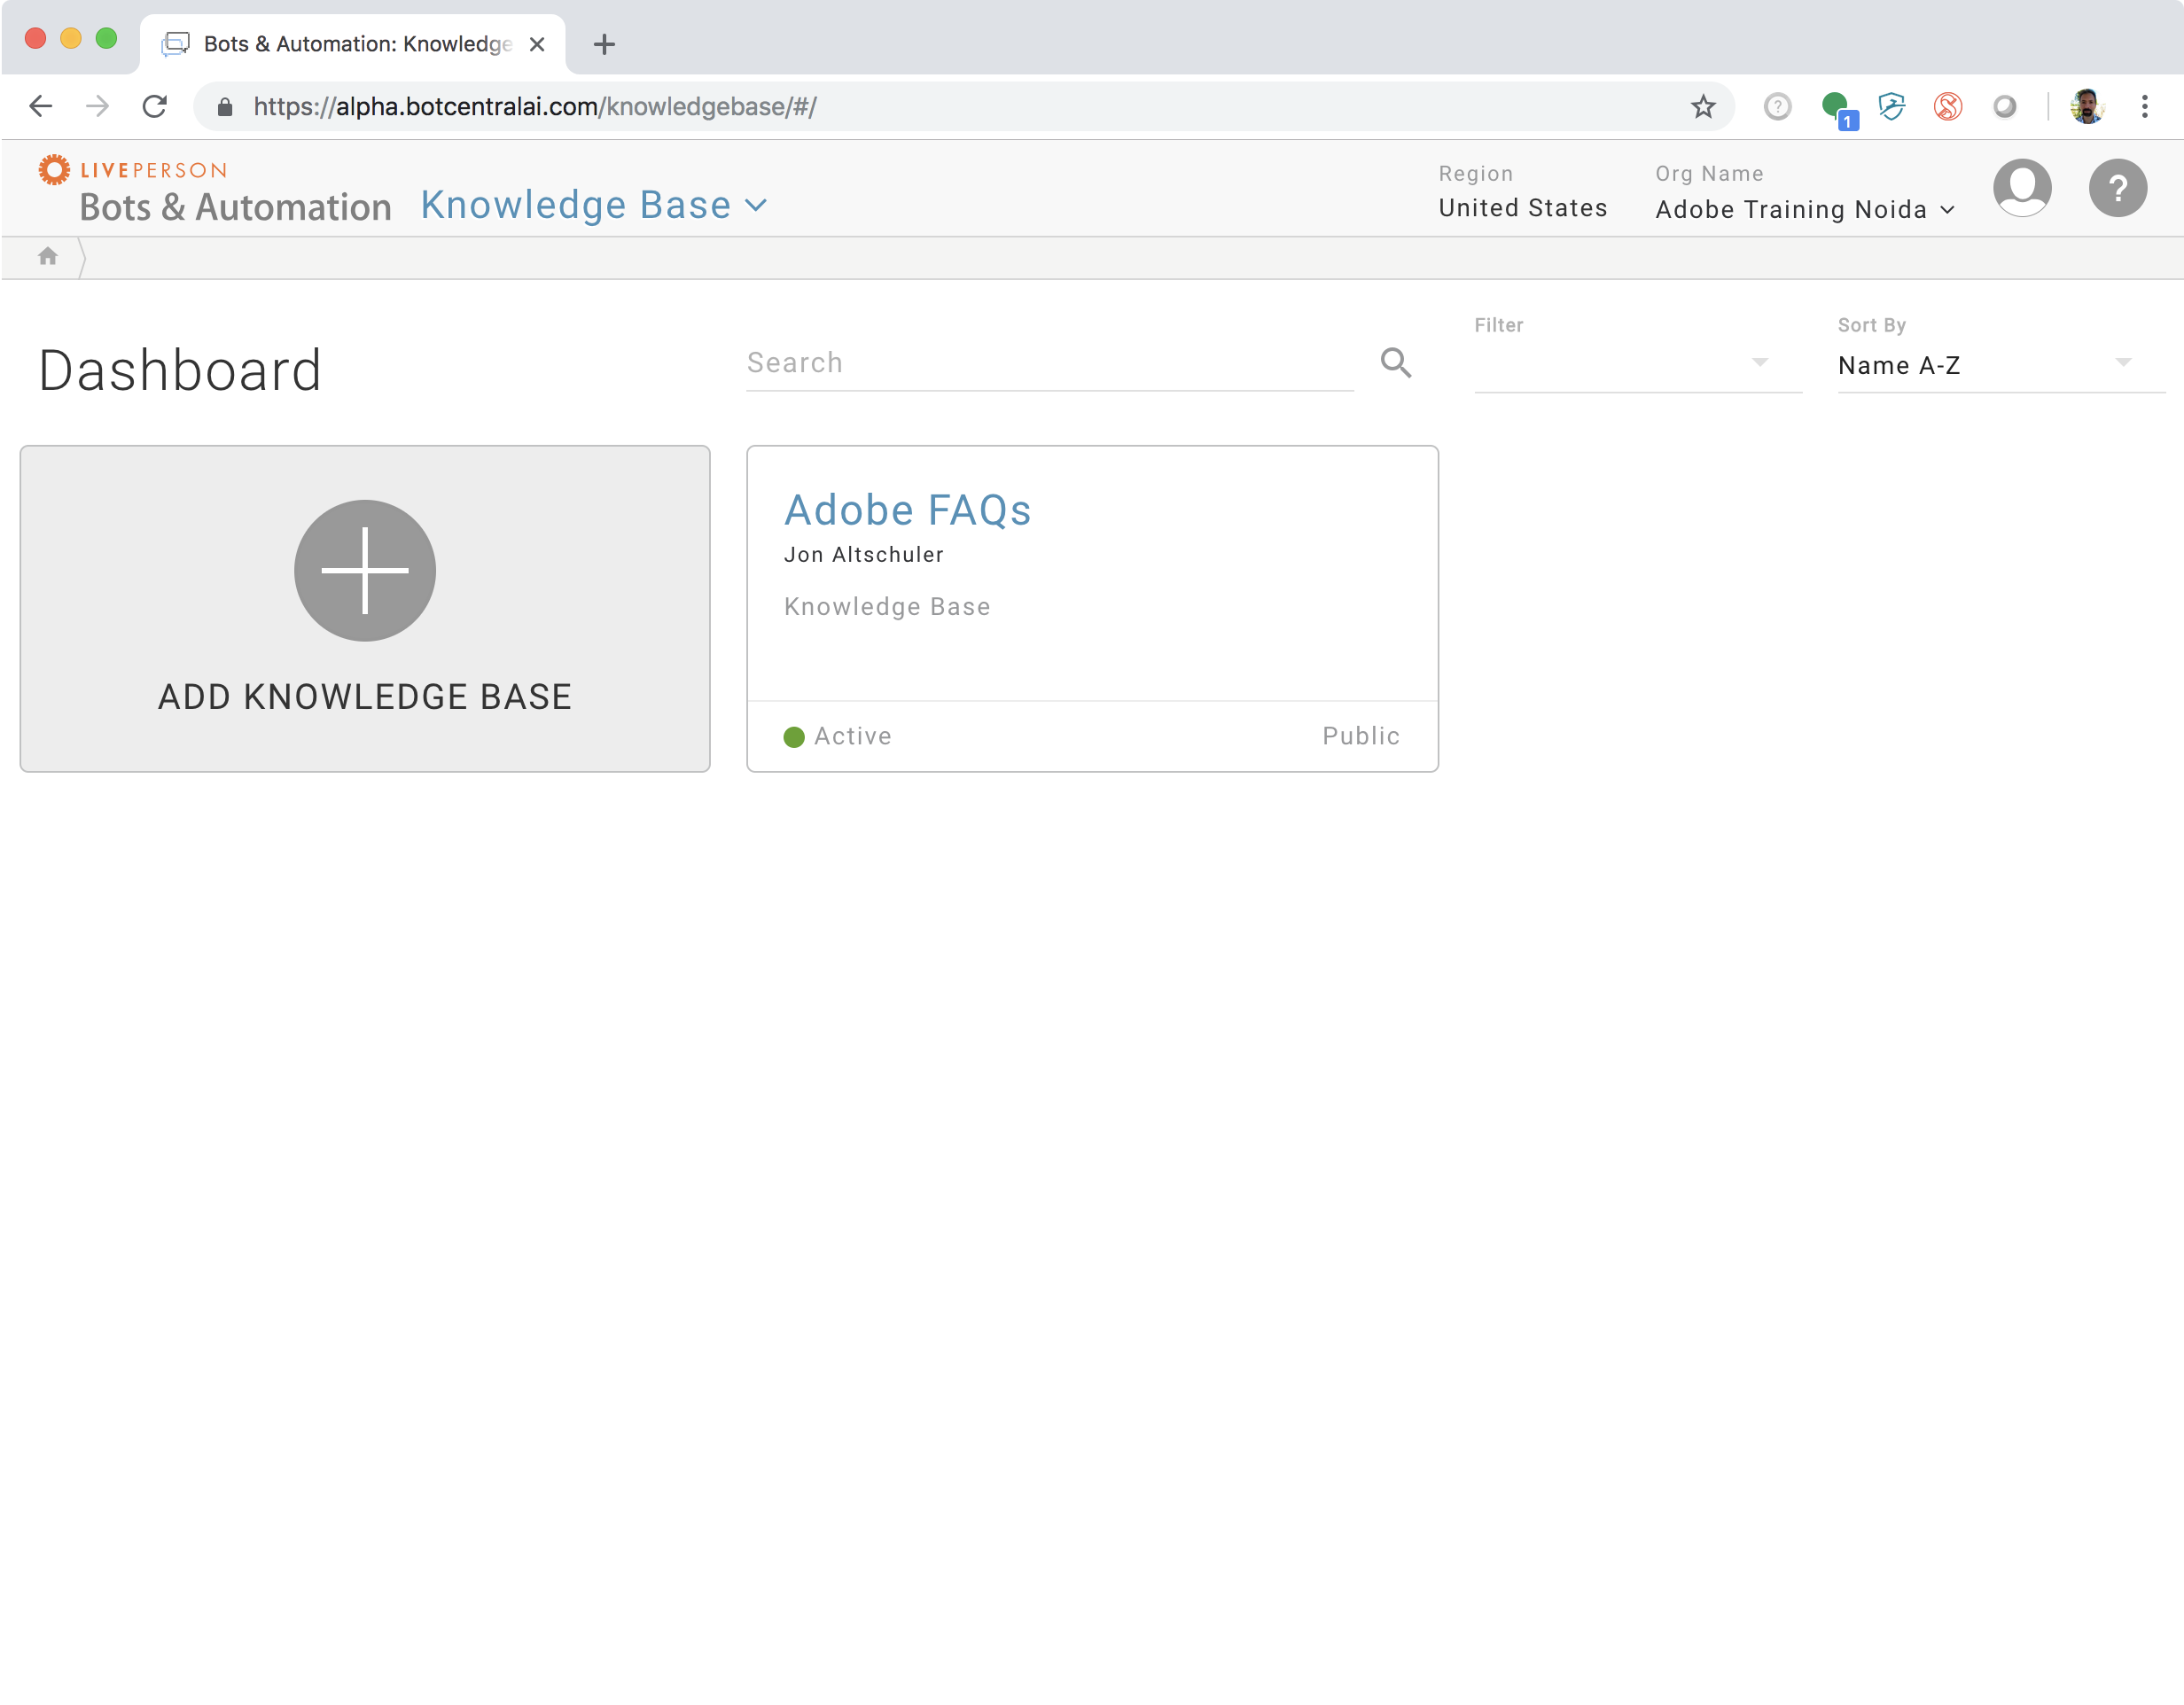 Bots & Automation: Knowledge
https://alpha.botcentralai.com/knowledgebase/#/
?
1
LIVEPERSON
Bots & Automation
Knowledge Base
Region
United States
Org Name
Adobe Training Noida
?
Dashboard
Search
Filter
Sort By
Name A-Z
ADD KNOWLEDGE BASE
Adobe FAQs
Jon Altschuler
Knowledge Base
Active
Public